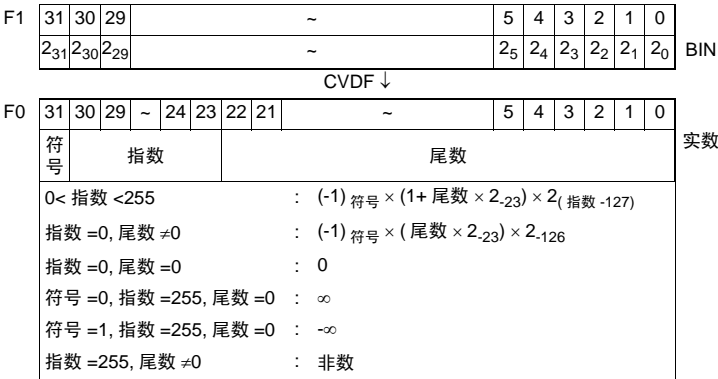 F1 31 30 29 ~ 5 4 3 2 1 0
2₃₁ 2₃₀ 2₂₉ ~ 2₅ 2₄ 2₃ 2₂ 2₁ 2₀ BIN
CVDF ↓
F0 31 30 29 ~ 24 23 22 21 ~ 5 4 3 2 1 0
符号 指数 尾数 实数
0< 指数 <255 : (-1) 符号 × (1+ 尾数 × 2₋₂₃) × 2₍ 指数 -127)
指数 =0, 尾数 ≠0 : (-1) 符号 × ( 尾数 × 2₋₂₃) × 2₋₁₂₆
指数 =0, 尾数 =0 : 0
符号 =0, 指数 =255, 尾数 =0 : ∞
符号 =1, 指数 =255, 尾数 =0 : -∞
指数 =255, 尾数 ≠0 : 非数